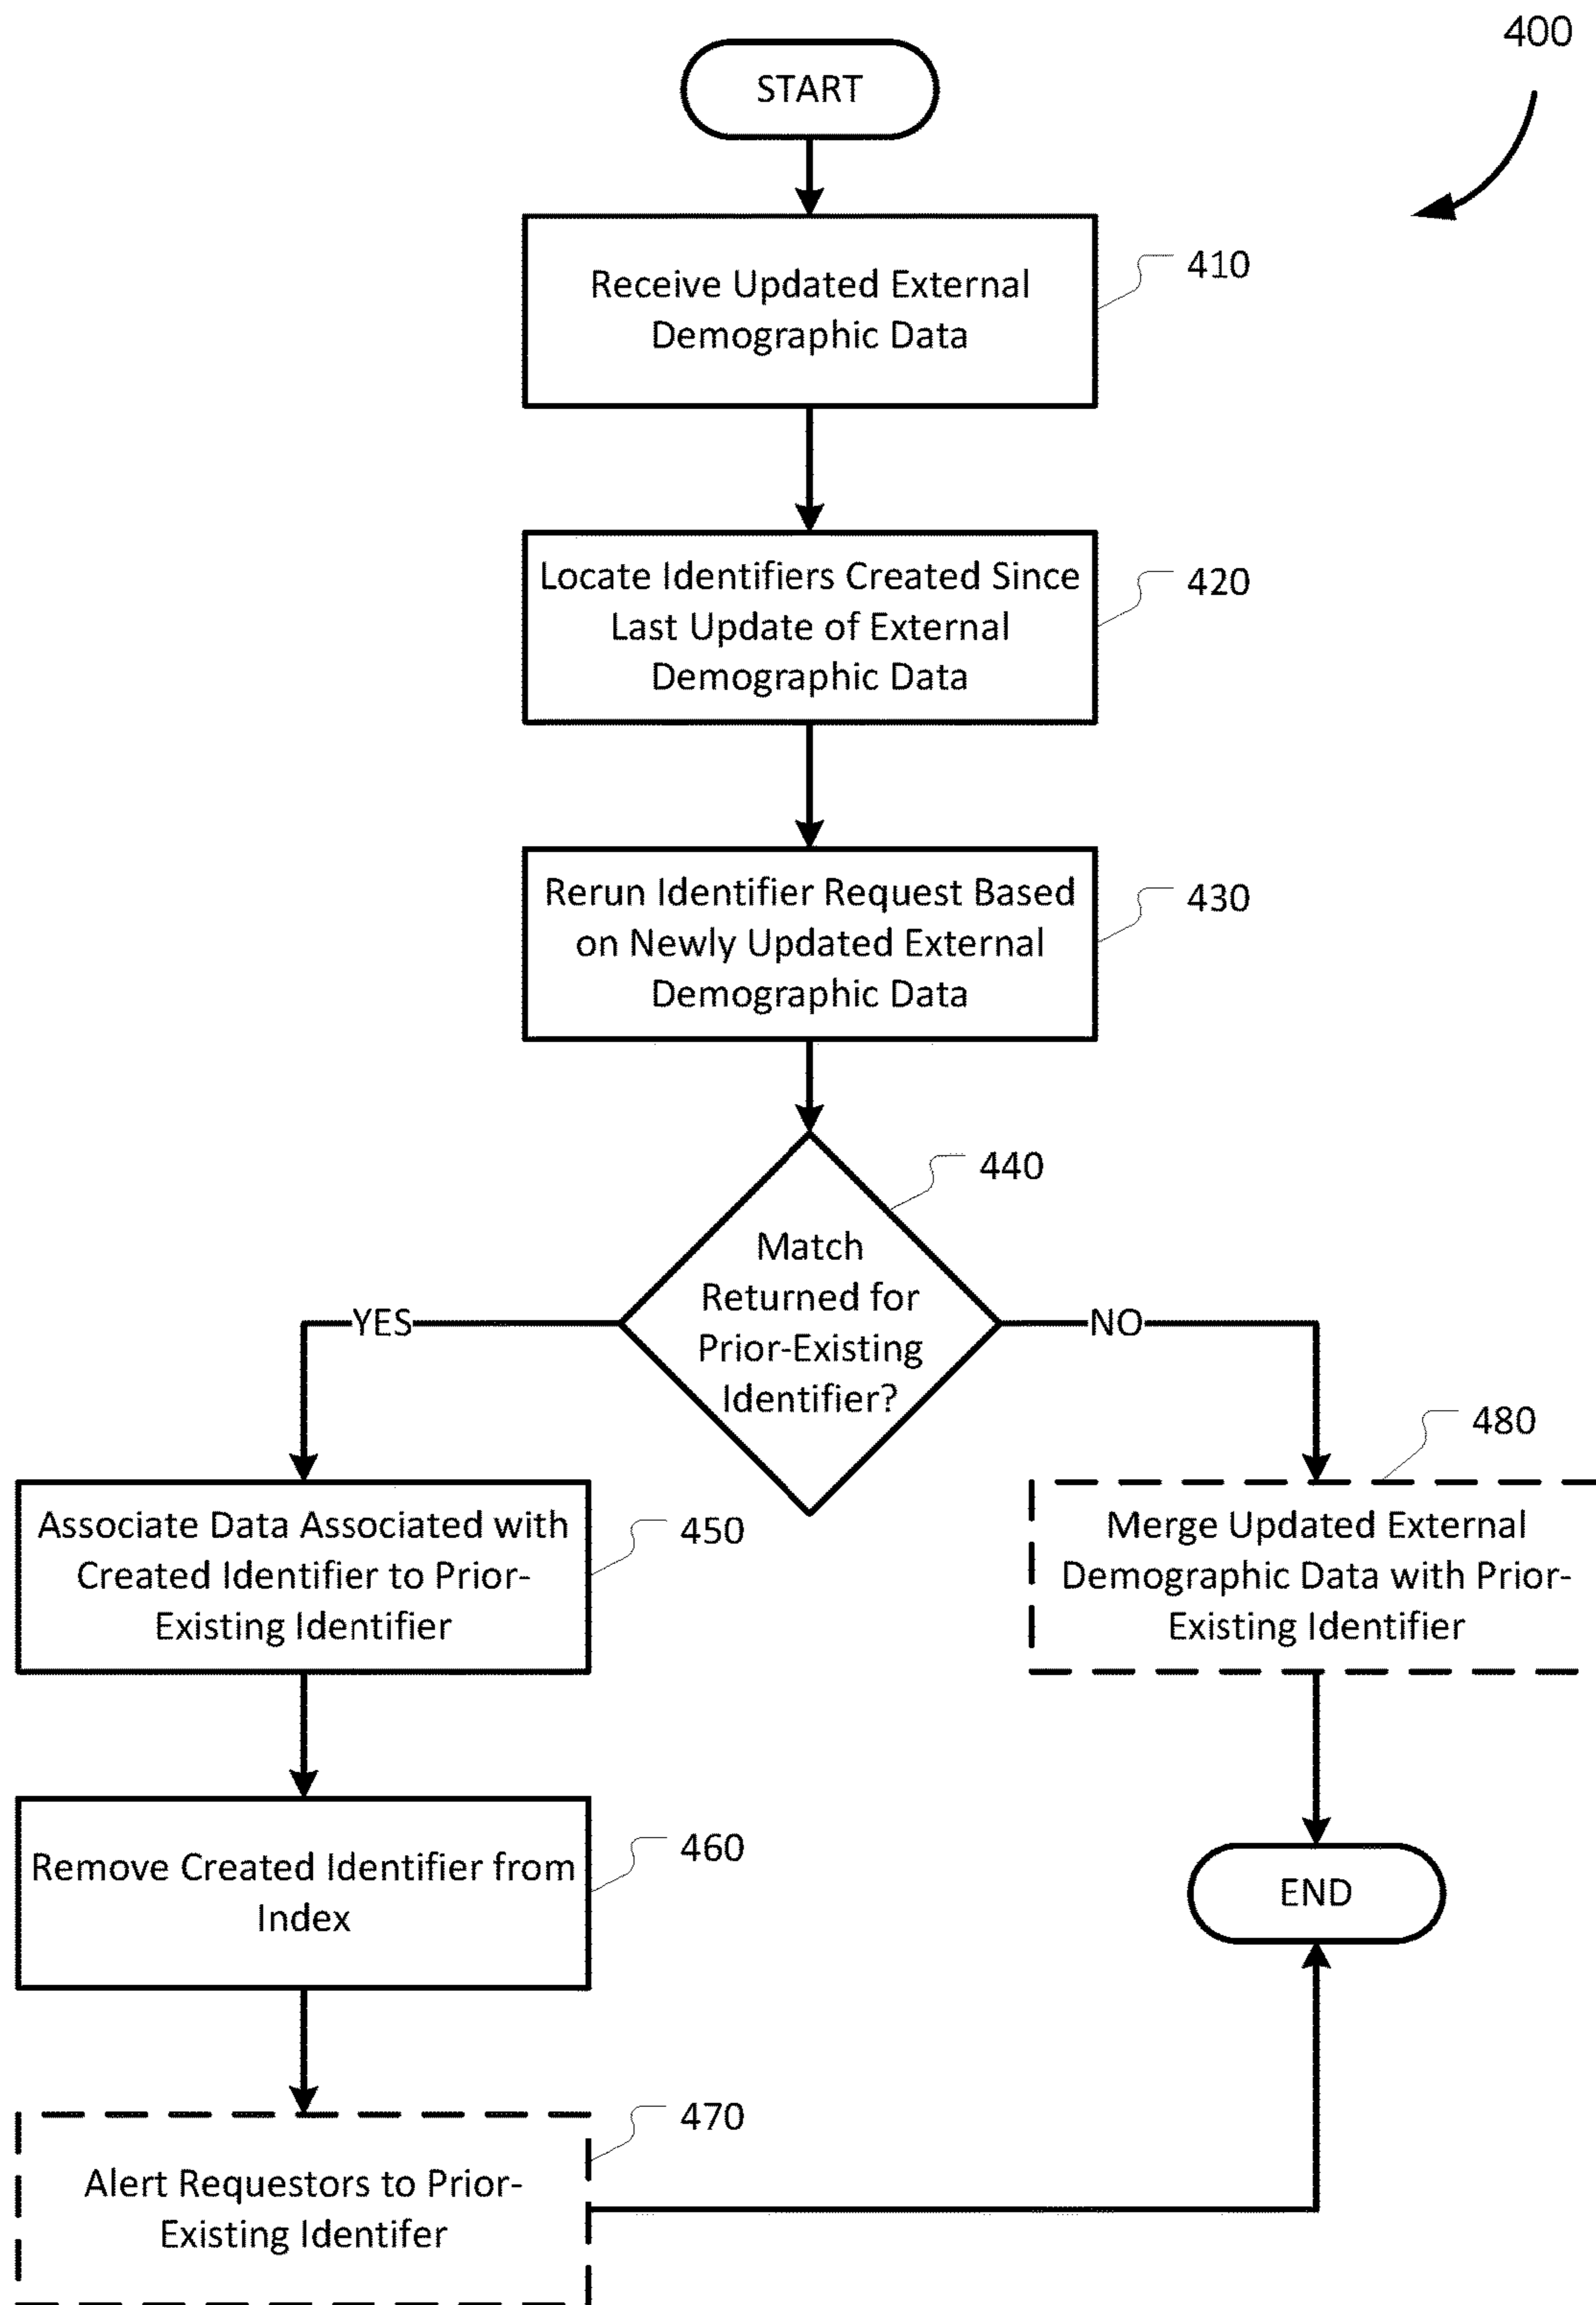 400
START
Receive Updated External
Demographic Data
410
Locate Identifiers Created Since
Last Update of External
Demographic Data
420
Rerun Identifier Request Based
on Newly Updated External
Demographic Data
430
440
Match
Returned for
Prior-Existing
Identifier?
YES
NO
480
Associate Data Associated with
Created Identifier to Prior-
Existing Identifier
450
Merge Updated External
Demographic Data with Prior-
Existing Identifier
Remove Created Identifier from
Index
460
END
470
Alert Requestors to Prior-
Existing Identifer